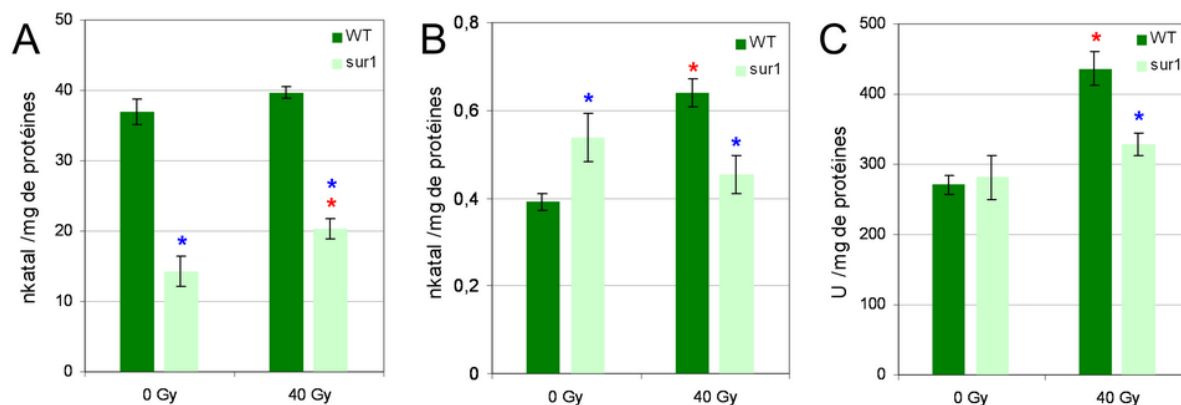 A
nkatal /mg de protéines
50
40
30
20
10
0
WT
sur1
*
*
*
0 Gy
40 Gy
B
nkatal /mg de protéines
0,8
0,6
0,4
0,2
0
WT
sur1
*
*
*
0 Gy
40 Gy
C
U /mg de protéines
500
400
300
200
100
0
WT
sur1
*
*
0 Gy
40 Gy